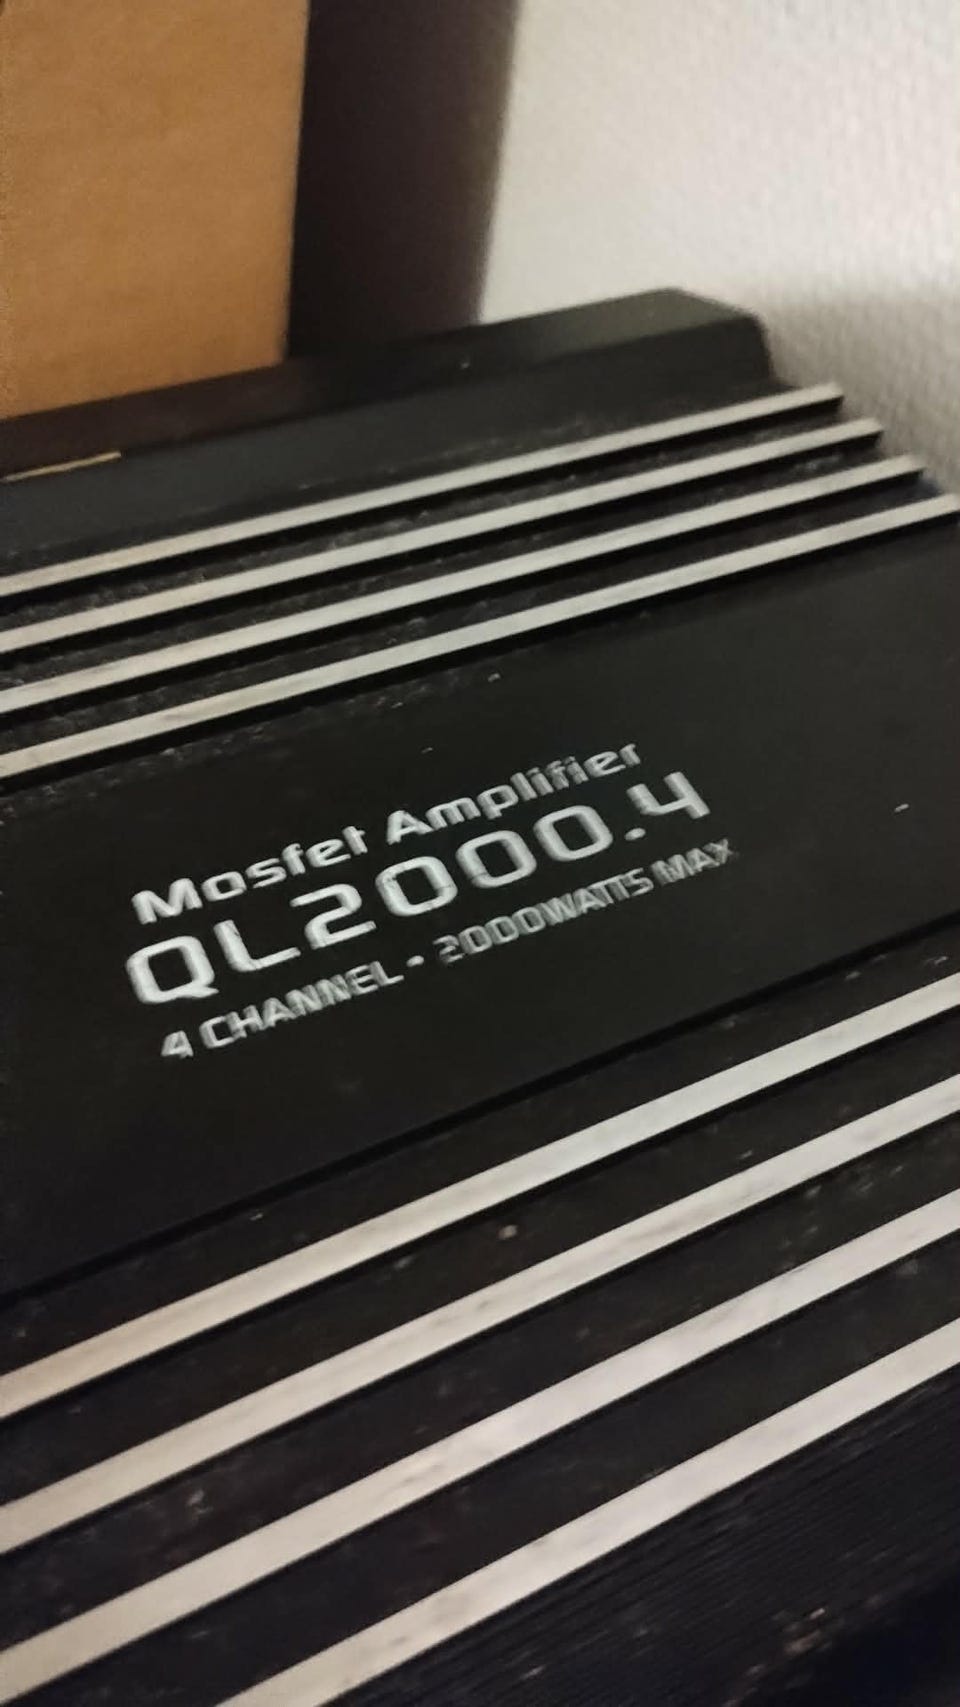 Mosfet Amplifier
QL2000.4
4 CHANNEL • 2000WATTS MAX